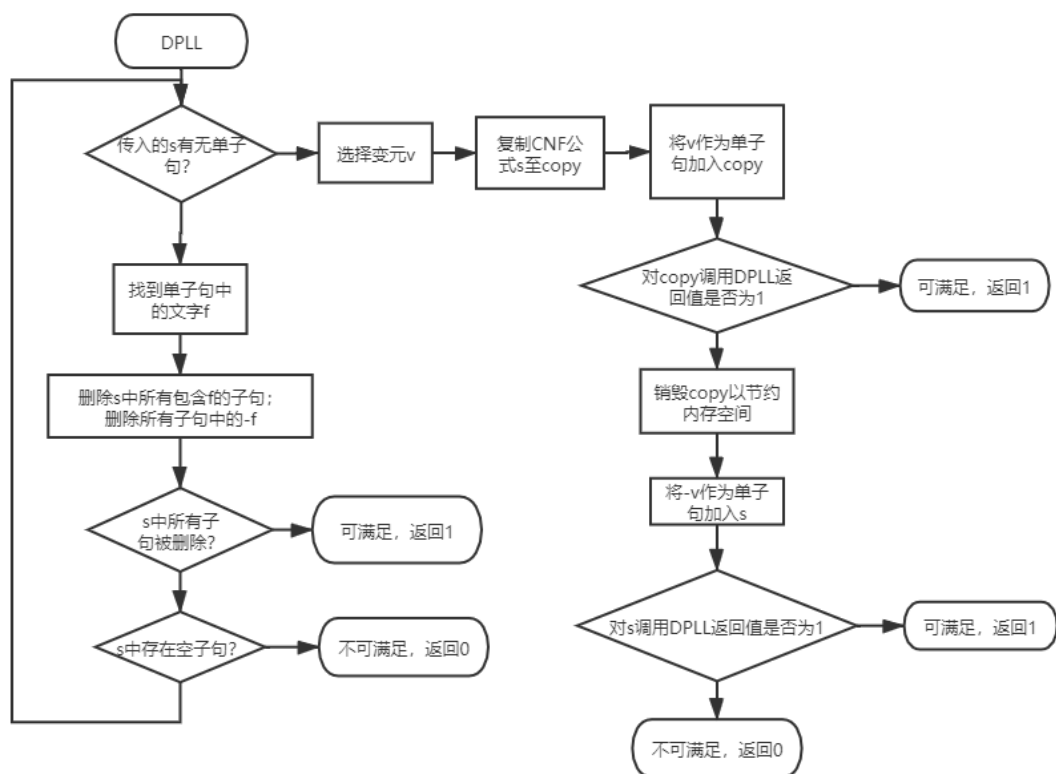 DPLL
传入的s有无单子
句?
选择变元v
复制CNF公
式s至copy
将v作为单子
句加入copy
对copy调用DPLL返
回值是否为1
可满足，返回1
找到单子句中
的文字f
销毁copy以节约
内存空间
删除s中所有包含f的子句；
删除所有子句中的-f
将-v作为单子
句加入s
s中所有子
句被删除?
可满足，返回1
对s调用DPLL返回值是否为1
可满足，返回1
s中存在空子句?
不可满足，返回0
不可满足，返回0